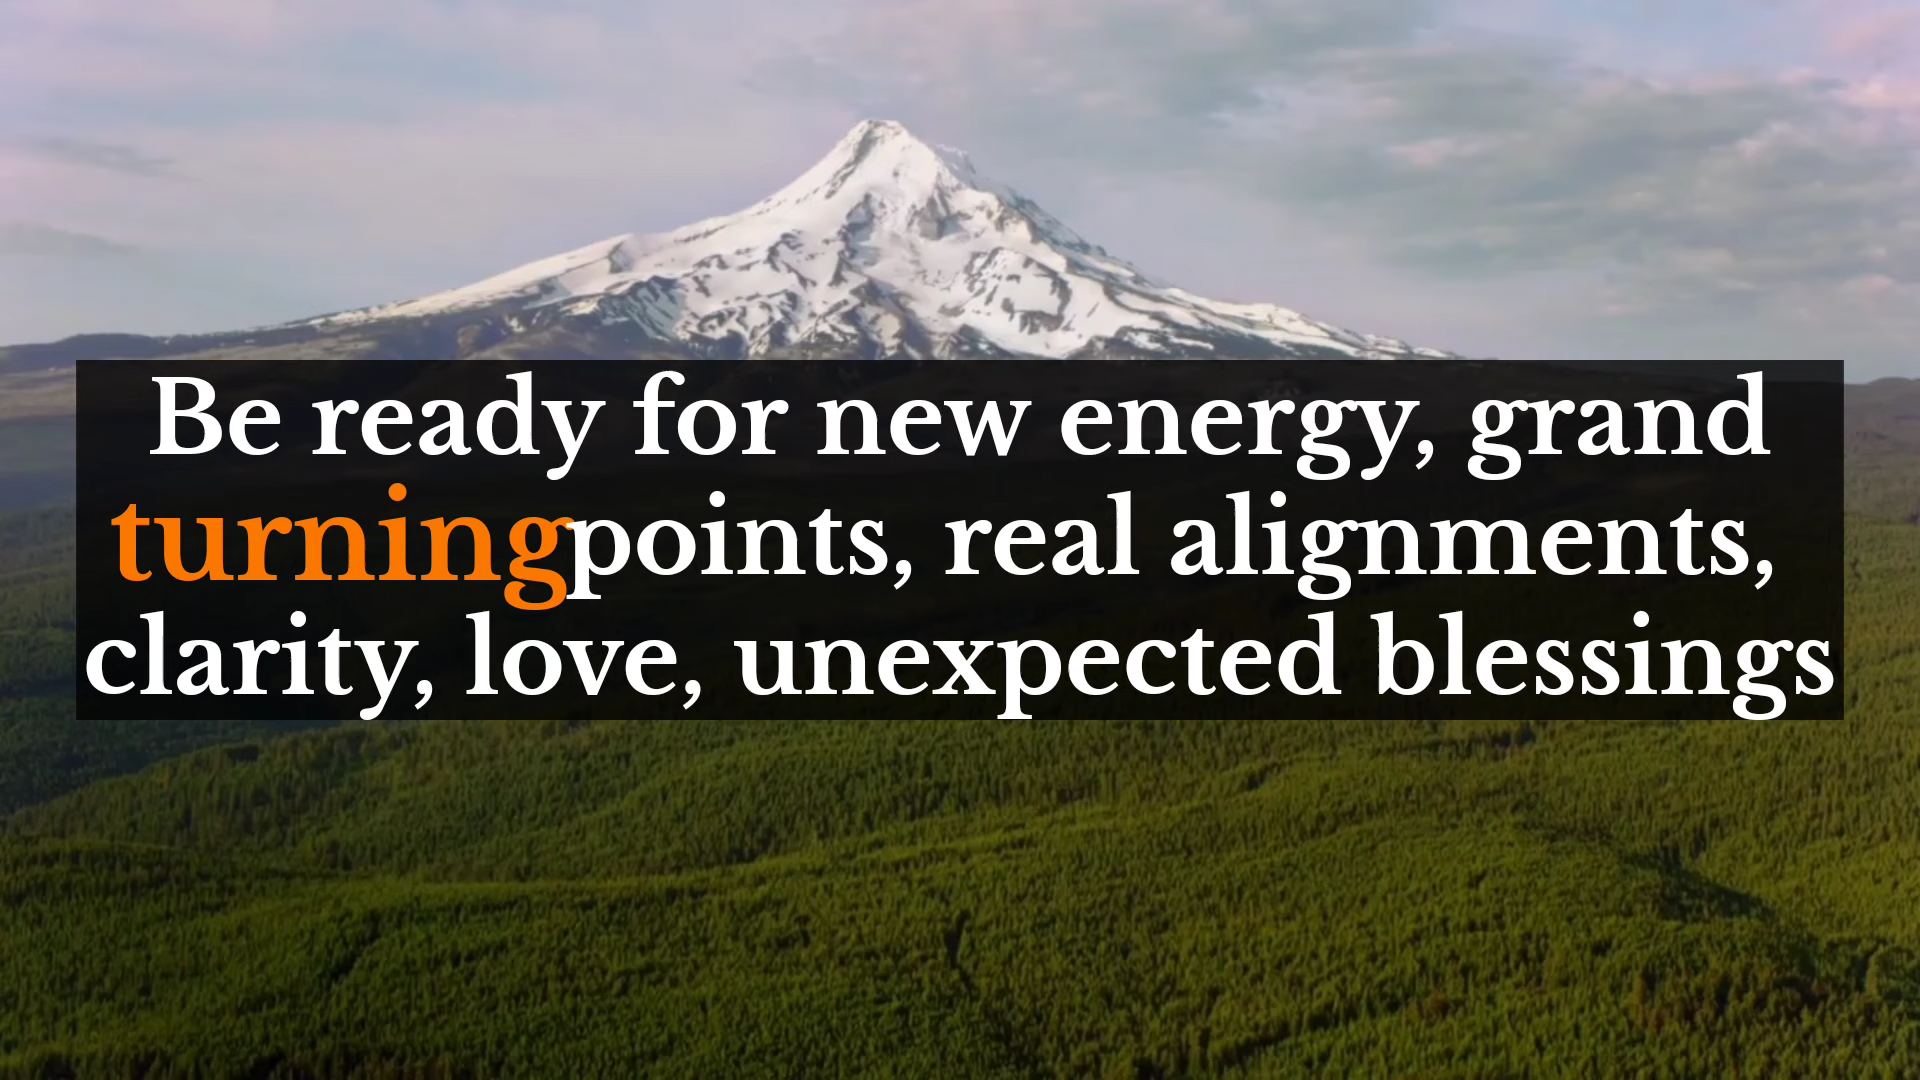 Be ready for new energy, grand
turning points, real alignments,
clarity, love, unexpected blessings